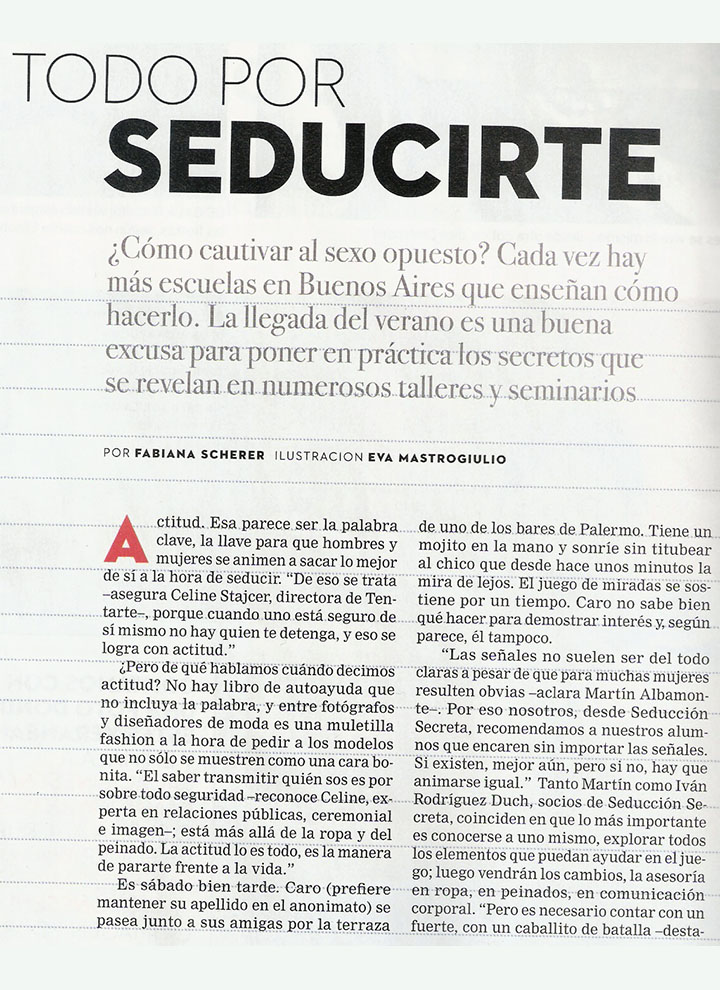 TODO POR
SEDUCIRTE
¿Cómo cautivar al sexo opuesto? Cada vez hay
más escuelas en Buenos Aires que enseñan cómo
hacerlo. La llegada del verano es una buena
excusa para poner en práctica los secretos que
se revelan en numerosos talleres y seminarios
POR FABIANA SCHERER ILUSTRACION EVA MASTROGIULIO
Actitud. Esa parece ser la palabra
clave, la llave para que hombres y
mujeres se animen a sacar lo mejor
de sí a la hora de seducir. “De eso se trata
–asegura Celine Stajcer, directora de Ten-
tarte–, porque cuando uno está seguro de
sí mismo no hay quien te detenga, y eso se
logra con actitud.”
¿Pero de qué hablamos cuándo decimos
actitud? No hay libro de autoayuda que
no incluya la palabra, y entre fotógrafos
y diseñadores de moda es una muletilla
fashion a la hora de pedir a los modelos
que no sólo se muestren como una cara bo-
nita. “El saber transmitir quién sos es por
sobre todo seguridad –reconoce Celine, ex-
perta en relaciones públicas, ceremonial
e imagen–; está más allá de la ropa y del
peinado. La actitud lo es todo, es la manera
de pararte frente a la vida.”
Es sábado bien tarde. Caro (prefiere
mantener su apellido en el anonimato) se
pasea junto a sus amigas por la terraza
de uno de los bares de Palermo. Tiene un
mojito en la mano y sonríe sin titubear
al chico que desde hace unos minutos la
mira de lejos. El juego de miradas se sos-
tiene por un tiempo. Caro no sabe bien
qué hacer para demostrar interés y, según
parece, él tampoco.
“Las señales no suelen ser del todo
claras a pesar de que para muchas mujeres
resulten obvias –aclara Martín Albamon-
te–. Por eso nosotros, desde Seducción
Secreta, recomendamos a nuestros alum-
nos que encaren sin importar las señales.
Si existen, mejor aún, pero si no, hay que
animarse igual.” Tanto Martín como Iván
Rodríguez Duch, socios de Seducción Se-
creta, coinciden en que lo más importante
es conocerse a uno mismo, explorar todos
los elementos que puedan ayudar en el jue-
go; luego vendrán los cambios, la asesoría
en ropa, en peinados, en comunicación
corporal. “Pero es necesario contar con un
fuerte, con un caballito de batalla –desta-